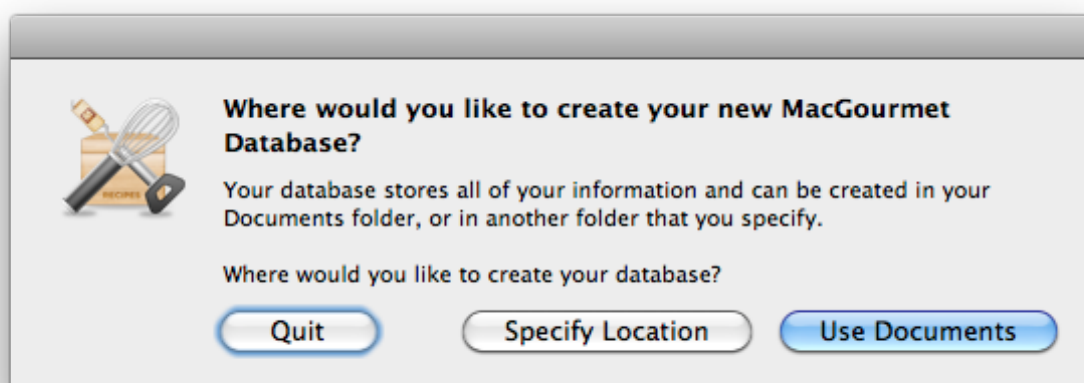 Where would you like to create your new MacGourmet
Database?
Your database stores all of your information and can be created in your
Documents folder, or in another folder that you specify.
Where would you like to create your database?
Quit Specify Location Use Documents
RECIPES